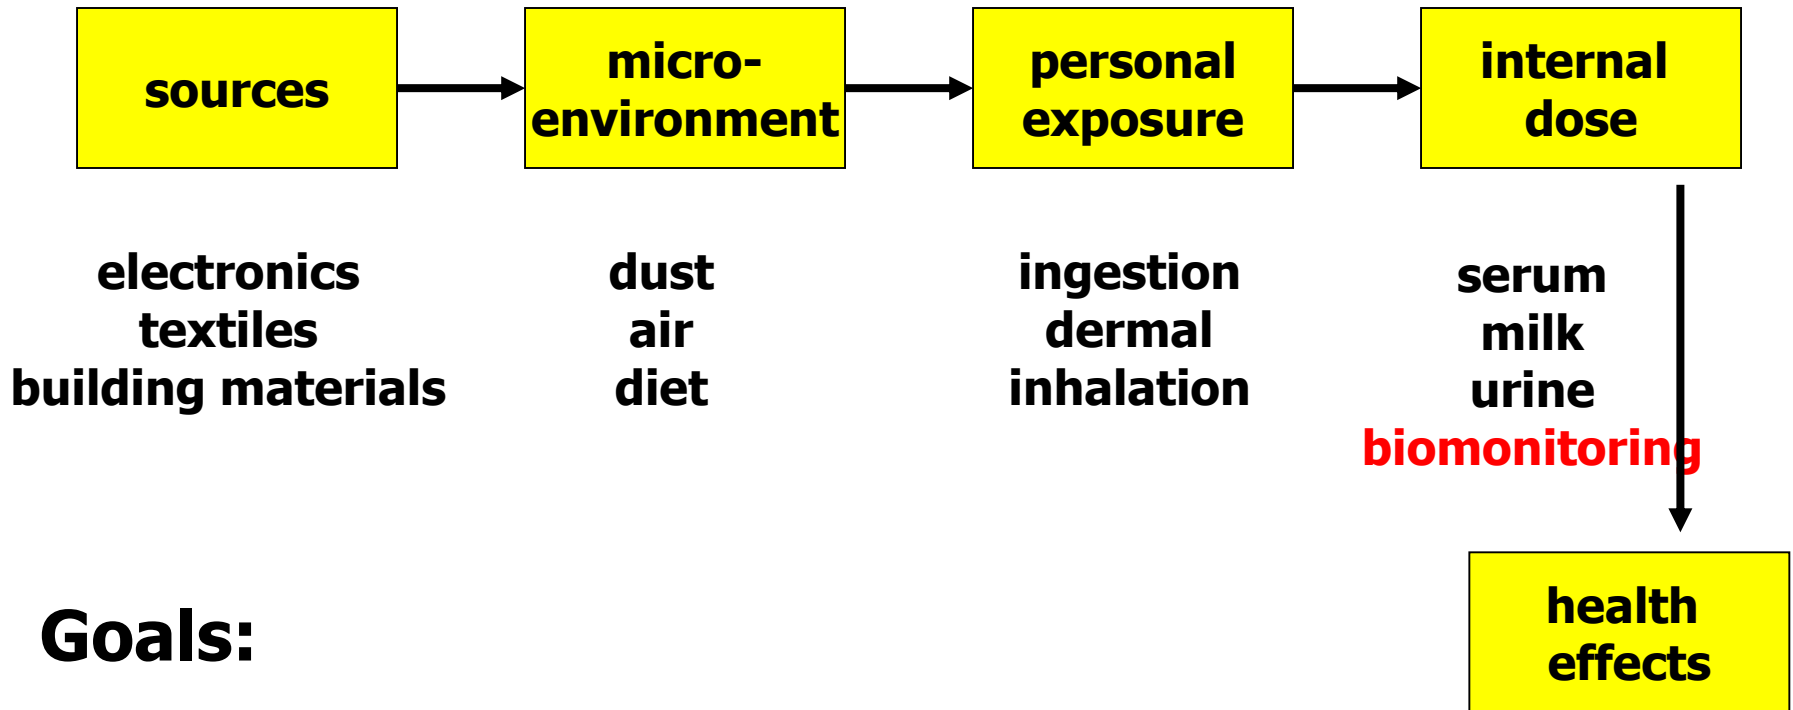 sources
micro-
environment
personal
exposure
internal
dose
electronics
textiles
building materials
dust
air
diet
ingestion
dermal
inhalation
serum
milk
urine
biomonitoring
health
effects
Goals: